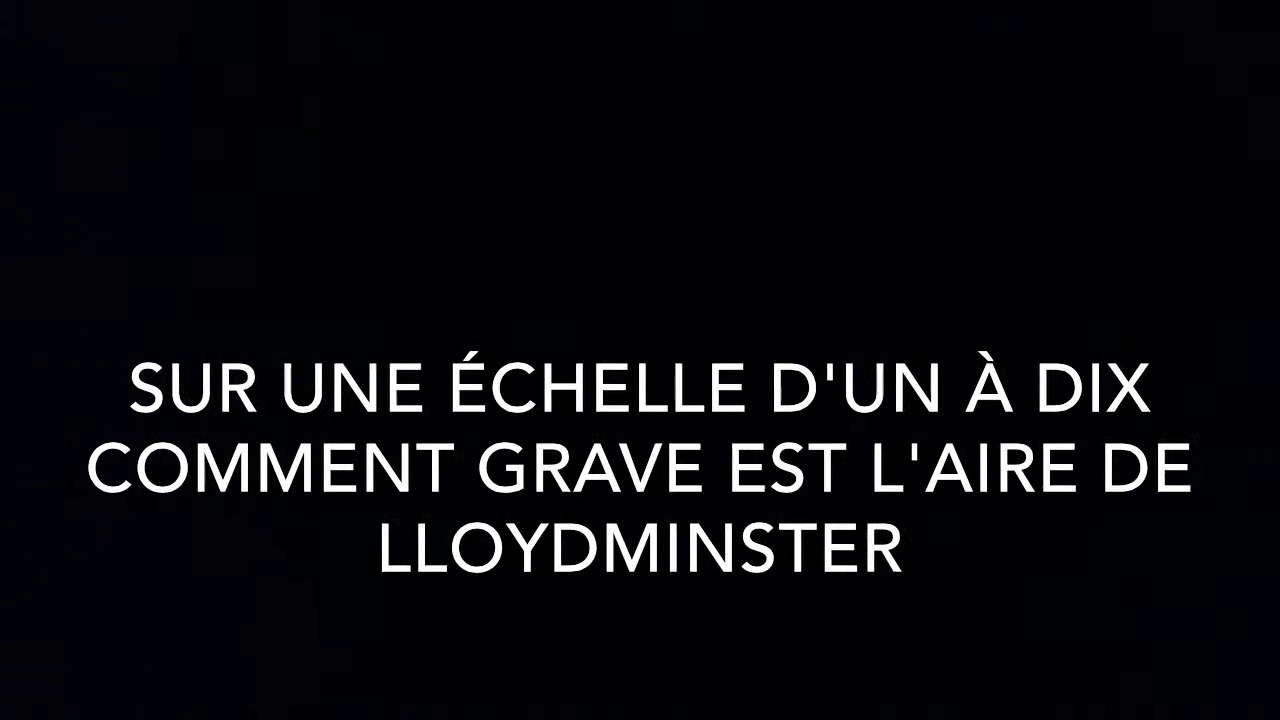 SUR UNE ÉCHELLE D'UN À DIX
COMMENT GRAVE EST L'AIRE DE
LLOYDMINSTER